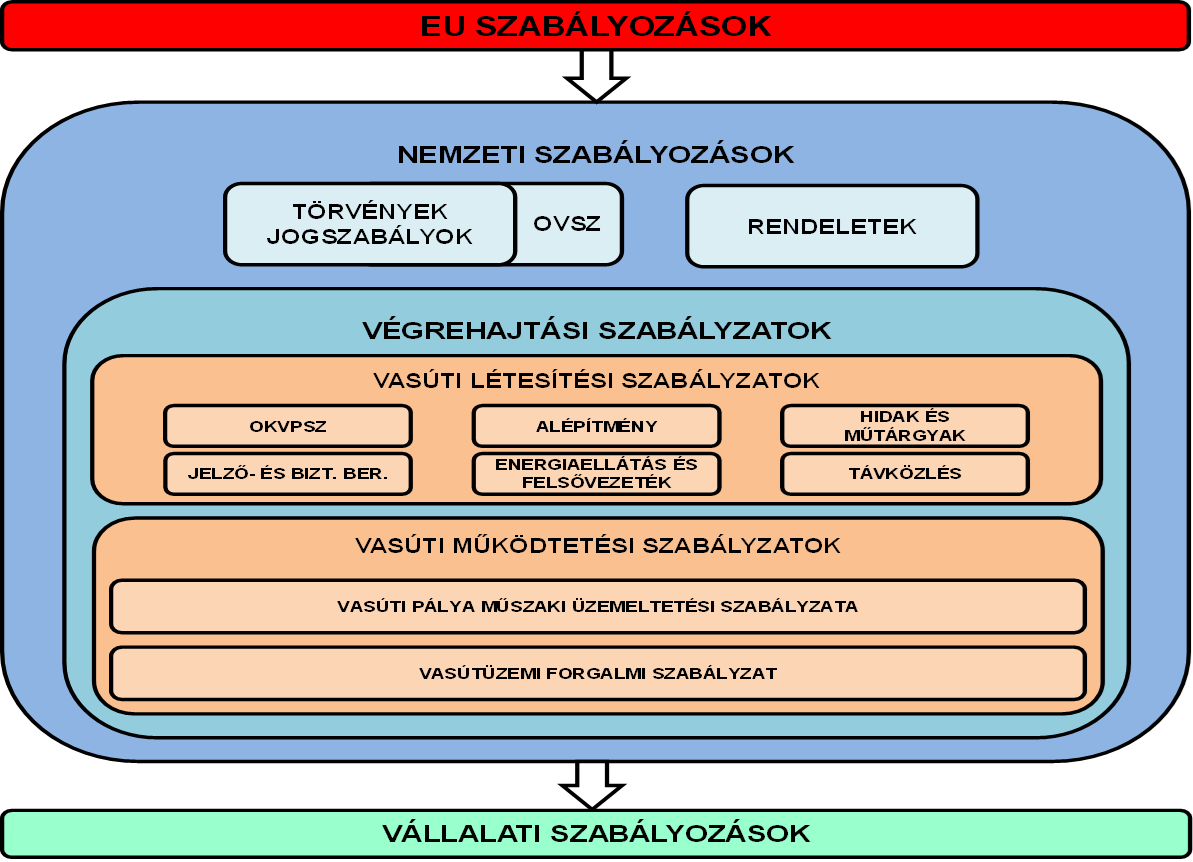 EU SZABÁLYOZÁSOK
NEMZETI SZABÁLYOZÁSOK
TÖRVÉNYEK
JOGSZABÁLYOK
OVSZ
RENDELETEK
VÉGREHAJTÁSI SZABÁLYZATOK
VASÚTI LÉTESÍTÉSI SZABÁLYZATOK
OKVPSZ
ALÉPÍTMÉNY
HIDAK ÉS
MŰTÁRGYAK
JELZŐ- ÉS BIZT. BER.
ENERGIAELLÁTÁS ÉS
FELSŐVEZETÉK
TÁVKÖZLÉS
VASÚTI MŰKÖDTETÉSI SZABÁLYZATOK
VASÚTI PÁLYA MŰSZAKI ÜZEMELTETÉSI SZABÁLYZATA
VASÚTÜZEMI FORGALMI SZABÁLYZAT
VÁLLALATI SZABÁLYOZÁSOK